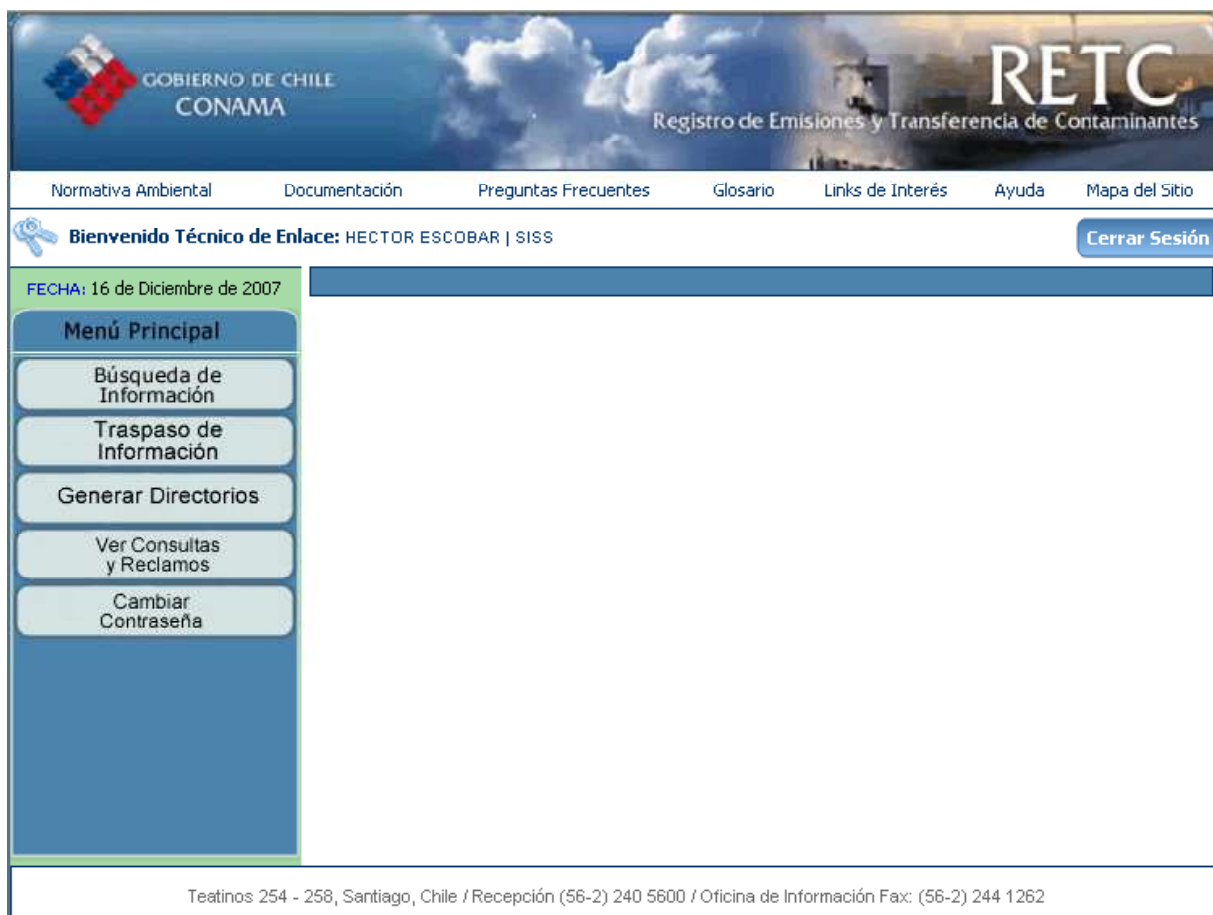 GOBIERNO DE CHILE
CONAMA
RETC
Registro de Emisiones y Transferencia de Contaminantes
Normativa Ambiental Documentación Preguntas Frecuentes Glosario Links de Interés Ayuda Mapa del Sitio
Bienvenido Técnico de Enlace: HECTOR ESCOBAR | SISS
Cerrar Sesión
FECHA: 16 de Diciembre de 2007
Menú Principal
Búsqueda de
Información
Traspaso de
Información
Generar Directorios
Ver Consultas
y Reclamos
Cambiar
Contraseña
Teatinos 254 - 258, Santiago, Chile / Recepción (56-2) 240 5600 / Oficina de Información Fax: (56-2) 244 1262